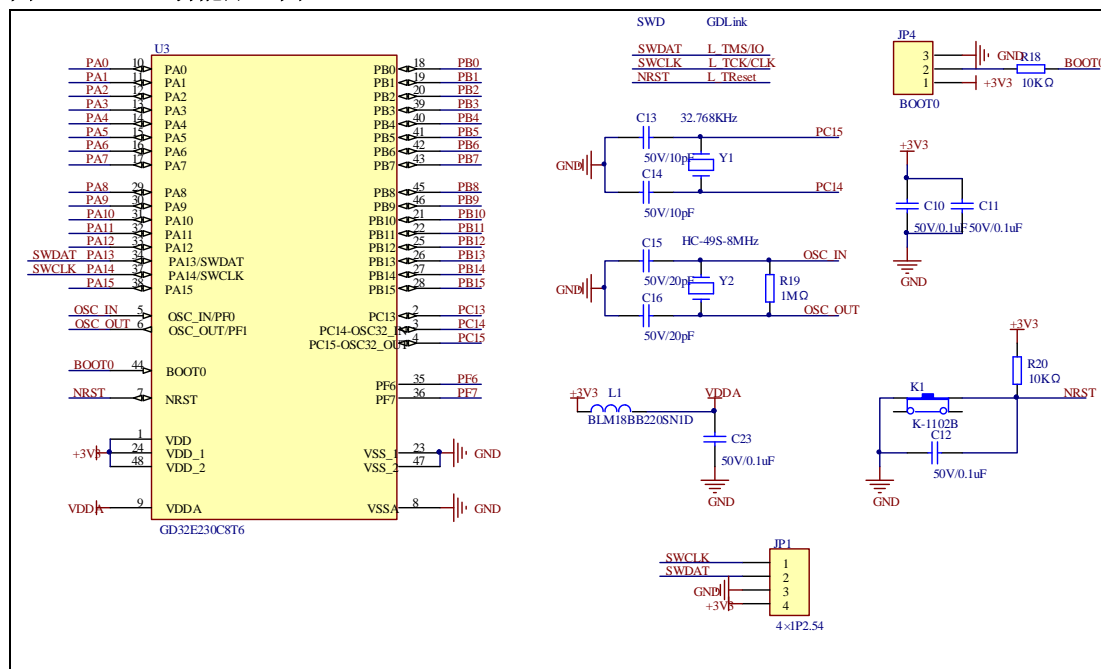 U3
PA0 10 PA0
PA1 11 PA1
PA2 12 PA2
PA3 13 PA3
PA4 14 PA4
PA5 15 PA5
PA6 16 PA6
PA7 17 PA7
PA8 29 PA8
PA9 30 PA9
PA10 31 PA10
PA11 32 PA11
PA12 33 PA12
SWDAT PA13 34 PA13/SWDAT
SWCLK PA14 37 PA14/SWCLK
PA15 38 PA15
OSC_IN 5 OSC_IN/PF0
OSC_OUT 6 OSC_OUT/PF1
BOOT0 44 BOOT0
NRST 7 NRST
1 VDD
+3V3 24 VDD_1
48 VDD_2
VDDA 9 VDDA
PB0 18 PB0
PB1 19 PB1
PB2 20 PB2
PB3 39 PB3
PB4 40 PB4
PB5 41 PB5
PB6 42 PB6
PB7 43 PB7
PB8 45 PB8
PB9 46 PB9
PB10 21 PB10
PB11 22 PB11
PB12 25 PB12
PB13 26 PB13
PB14 27 PB14
PB15 28 PB15
PC13 2 PC13
PC14-OSC32_IN 3 PC14
PC15-OSC32_OUT 4 PC15
PF6 35 PF6
PF7 36 PF7
VSS_1 23 GND
VSS_2 47
VSSA 8 GND
GD32E230C8T6
SWD GDLink
SWDAT L_TMS/IO
SWCLK L_TCK/CLK
NRST L_TReset
C13 32.768KHz PC15
50V/10pF Y1
GND
C14 PC14
50V/10pF
C15 HC-49S-8MHz OSC_IN
50V/20pF Y2 R19
GND 1MΩ
C16 OSC_OUT
50V/20pF
+3V3 L1 VDDA
BLM18BB220SN1D
C23
50V/0.1uF
GND
JP1
SWCLK 1
SWDAT 2
GND 3
+3V3 4
4×1P2.54
JP4
3 GND R18
2 BOOT0
1 +3V3 10KΩ
BOOT0
+3V3
C10 C11
50V/0.1uF 50V/0.1uF
GND
+3V3
R20
10KΩ
K1 NRST
K-1102B
C12
50V/0.1uF
GND